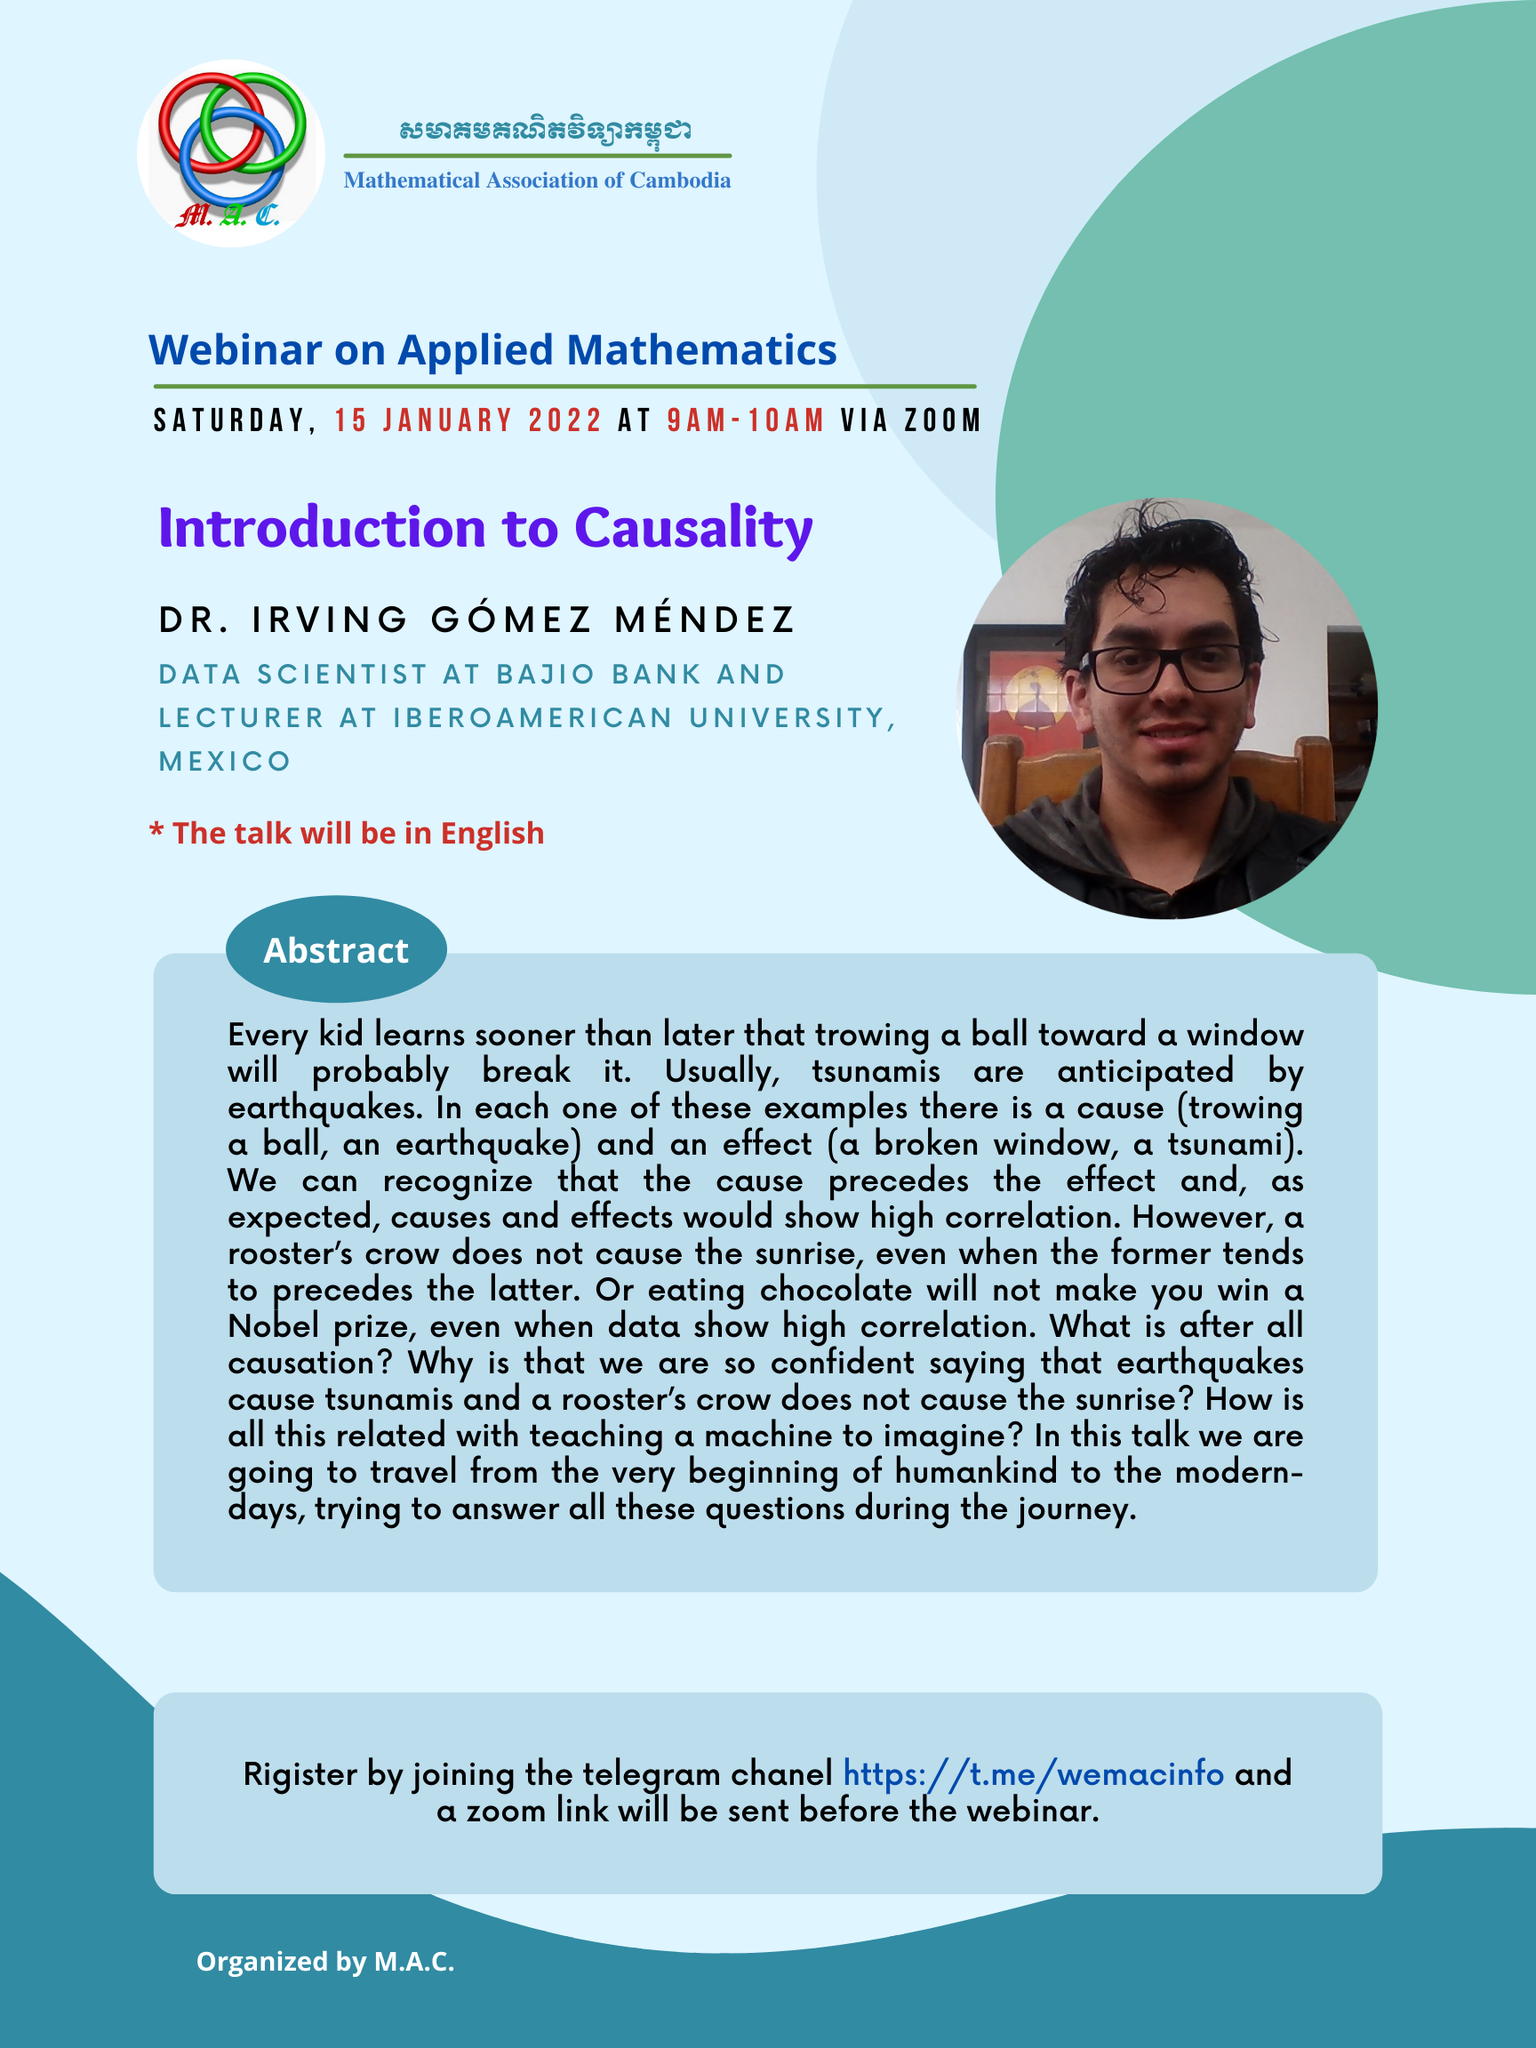 M. A. C.
សមាគមគណិតវិទ្យាកម្ពុជា
Mathematical Association of Cambodia
Webinar on Applied Mathematics
SATURDAY, 15 JANUARY 2022 AT 9AM-10AM VIA ZOOM
Introduction to Causality
DR. IRVING GÓMEZ MÉNDEZ
DATA SCIENTIST AT BAJIO BANK AND
LECTURER AT IBEROAMERICAN UNIVERSITY,
MEXICO
* The talk will be in English
Abstract
Every kid learns sooner than later that trowing a ball toward a window
will probably break it. Usually, tsunamis are anticipated by
earthquakes. In each one of these examples there is a cause (trowing
a ball, an earthquake) and an effect (a broken window, a tsunami).
We can recognize that the cause precedes the effect and, as
expected, causes and effects would show high correlation. However, a
rooster’s crow does not cause the sunrise, even when the former tends
to precedes the latter. Or eating chocolate will not make you win a
Nobel prize, even when data show high correlation. What is after all
causation? Why is that we are so confident saying that earthquakes
cause tsunamis and a rooster’s crow does not cause the sunrise? How is
all this related with teaching a machine to imagine? In this talk we are
going to travel from the very beginning of humankind to the modern-
days, trying to answer all these questions during the journey.
Rigister by joining the telegram chanel https://t.me/wemacinfo and
a zoom link will be sent before the webinar.
Organized by M.A.C.